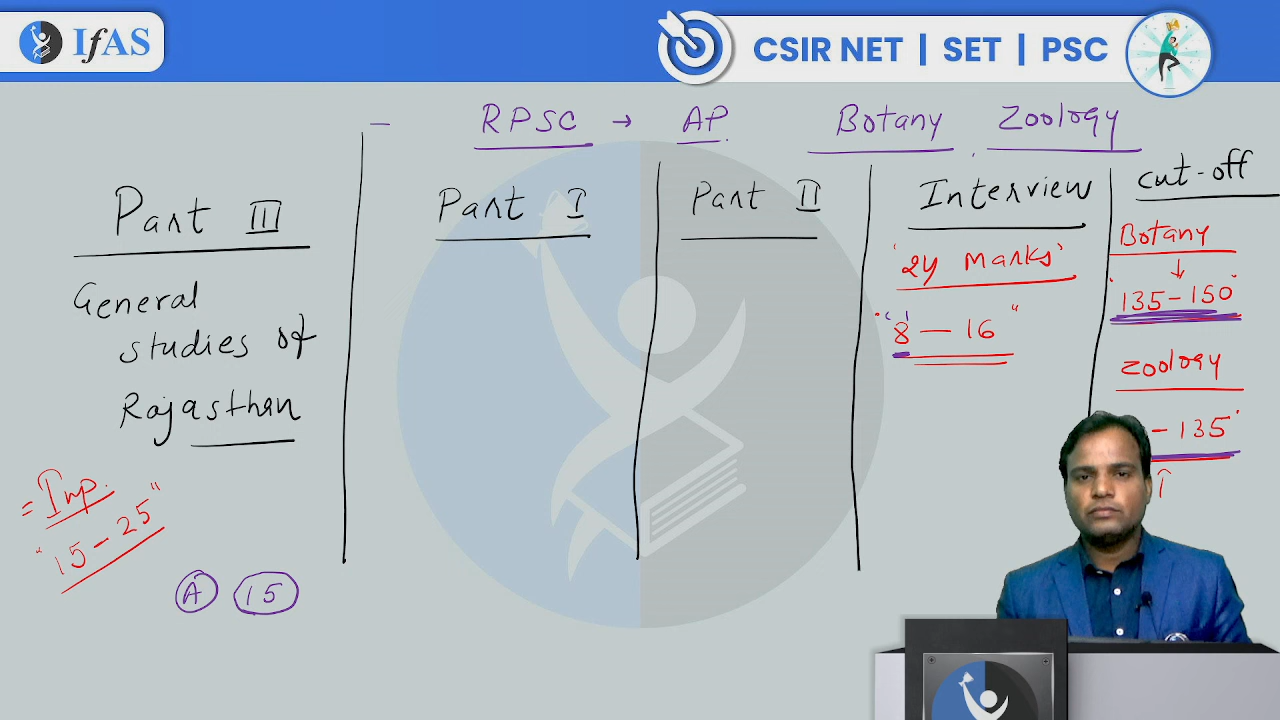 IfAS
CSIR NET | SET | PSC
RPSC → AP Botany, Zoology
Part III
General
studies of
Rajasthan
= Imp.
"15-25"
A 15
Part I
Part II
Interview
'24 marks'
"8 — 16"
cut-off
Botany
↓
"135-150"
Zoology
- 135"